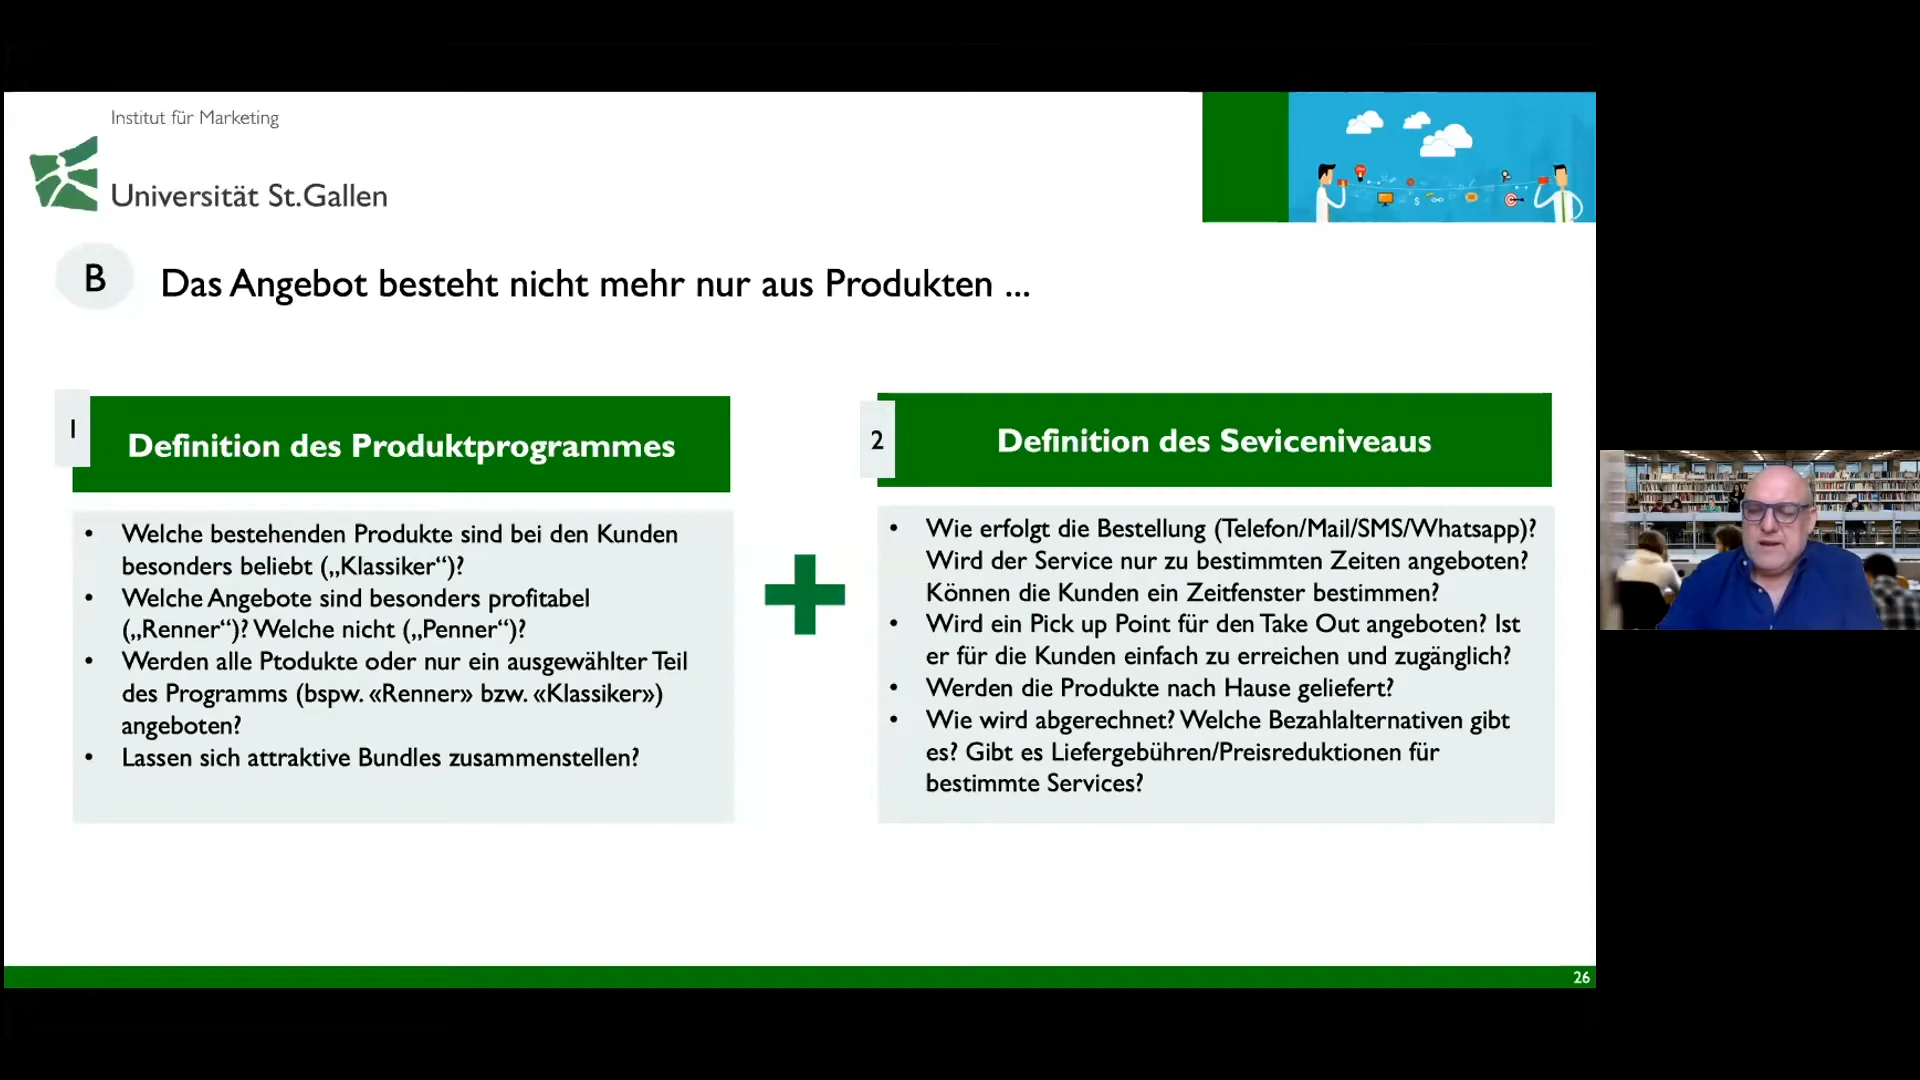 Institut für Marketing
Universität St.Gallen
B
Das Angebot besteht nicht mehr nur aus Produkten ...
1
Definition des Produktprogrammes
• Welche bestehenden Produkte sind bei den Kunden
besonders beliebt („Klassiker“)?
• Welche Angebote sind besonders profitabel
(„Renner“)? Welche nicht („Penner“)?
• Werden alle Ptodukte oder nur ein ausgewählter Teil
des Programms (bspw. «Renner» bzw. «Klassiker»)
angeboten?
• Lassen sich attraktive Bundles zusammenstellen?
2
Definition des Seviceniveaus
• Wie erfolgt die Bestellung (Telefon/Mail/SMS/Whatsapp)?
Wird der Service nur zu bestimmten Zeiten angeboten?
Können die Kunden ein Zeitfenster bestimmen?
• Wird ein Pick up Point für den Take Out angeboten? Ist
er für die Kunden einfach zu erreichen und zugänglich?
• Werden die Produkte nach Hause geliefert?
• Wie wird abgerechnet? Welche Bezahlalternativen gibt
es? Gibt es Liefergebühren/Preisreduktionen für
bestimmte Services?
26